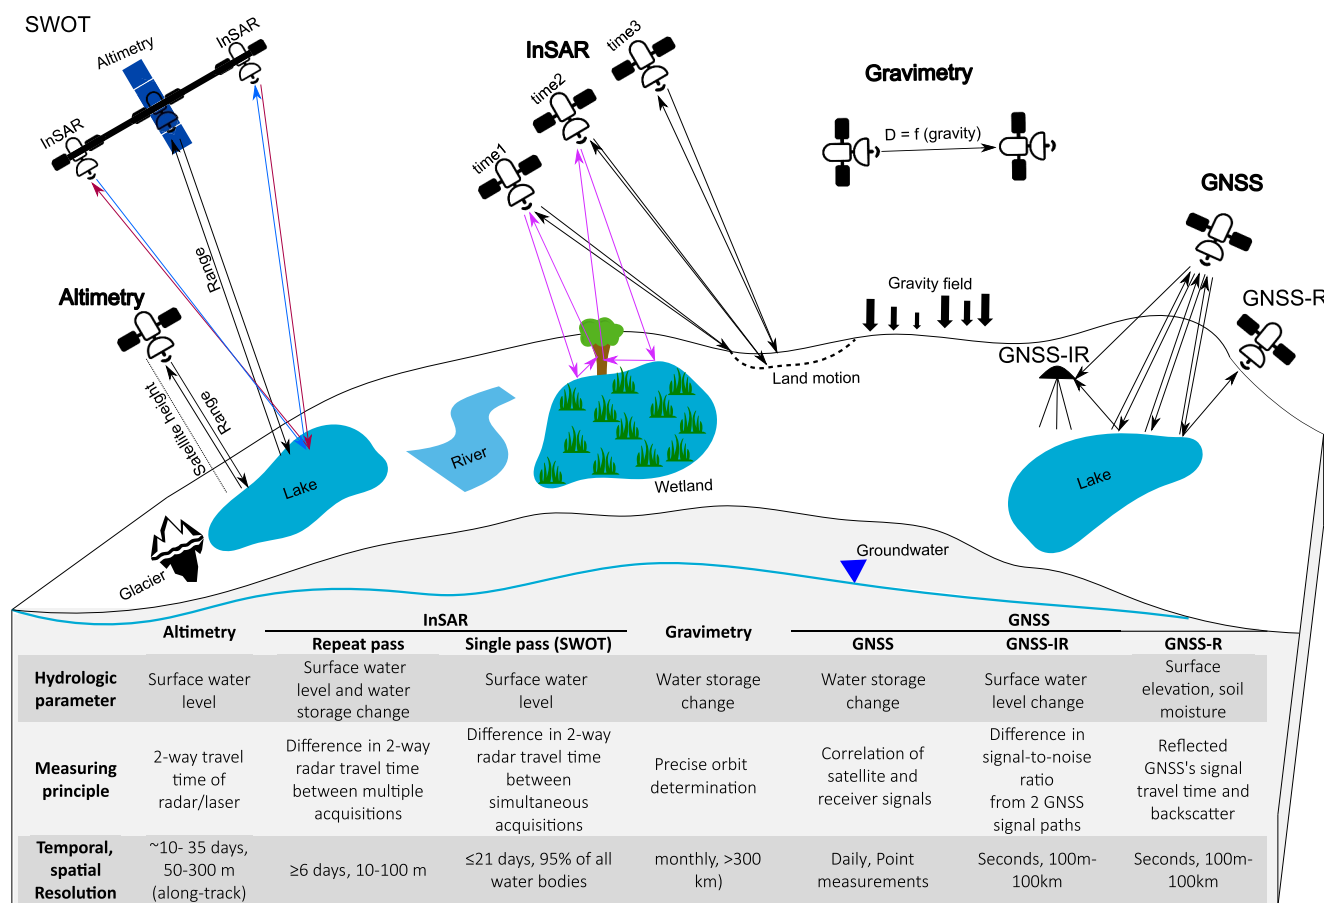 SWOT
InSAR
Altimetry
InSAR
Range
Altimetry
Range
Satellite height
InSAR
time1
time2
time3
Gravimetry
D = f (gravity)
GNSS
Gravity field
GNSS-R
GNSS-IR
Land motion
Lake
River
Wetland
Lake
Glacier
Groundwater
Altimetry
InSAR
Repeat pass
Single pass (SWOT)
Gravimetry
GNSS
GNSS
GNSS-IR
GNSS-R
Hydrologic
parameter
Surface water
level
Surface water
level and water
storage change
Surface water
level
Water storage
change
Water storage
change
Surface water
level change
Surface
elevation, soil
moisture
Measuring
principle
2-way travel
time of
radar/laser
Difference in 2-way
radar travel time
between multiple
acquisitions
Difference in 2-way
radar travel time
between
simultaneous
acquisitions
Precise orbit
determination
Correlation of
satellite and
receiver signals
Difference in
signal-to-noise
ratio
from 2 GNSS
signal paths
Reflected
GNSS's signal
travel time and
backscatter
Temporal,
spatial
Resolution
~10- 35 days,
50-300 m
(along-track)
≥6 days, 10-100 m
≤21 days, 95% of all
water bodies
monthly, >300
km)
Daily, Point
measurements
Seconds, 100m-
100km
Seconds, 100m-
100km